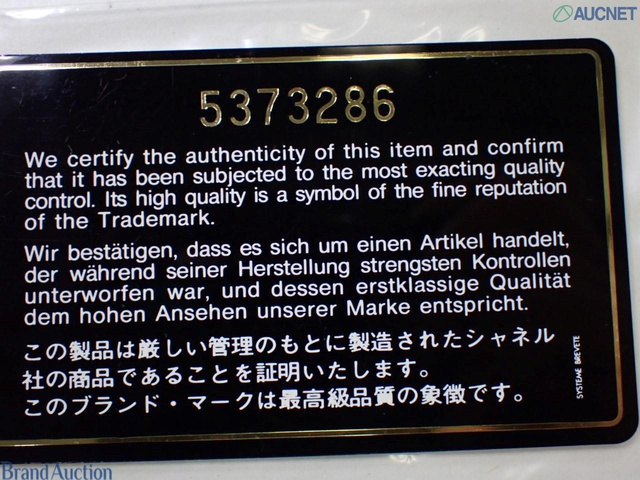 AUCNET
5373286
We certify the authenticity of this item and confirm
that it has been subjected to the most exacting quality
control. Its high quality is a symbol of the fine reputation
of the Trademark.
Wir bestätigen, dass es sich um einen Artikel handelt,
der während seiner Herstellung strengsten Kontrollen
unterworfen war, und dessen erstklassige Qualität
dem hohen Ansehen unserer Marke entspricht.
この製品は厳しい管理のもとに製造されたシャネル
社の商品であることを証明いたします。
このブランド・マークは最高級品質の象徴です。
SYSTEME BREVETE
Brand Auction